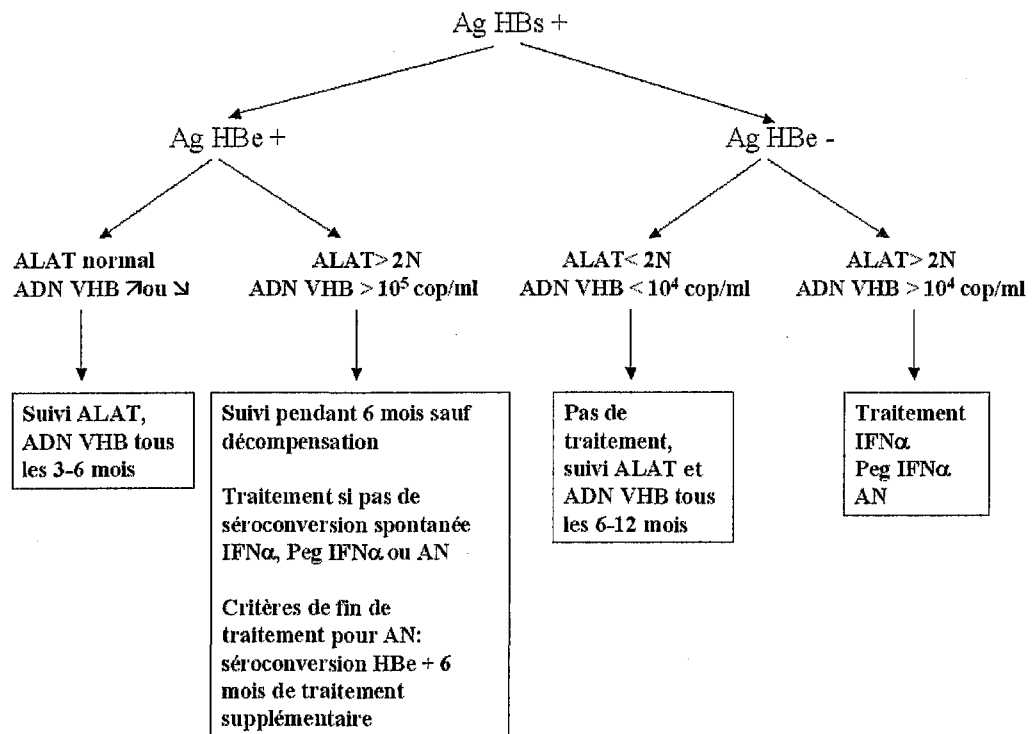 Ag HBs +
Ag HBe +
Ag HBe -
ALAT normal
ADN VHB ↗ou ↘
ALAT> 2N
ADN VHB > 10⁵ cop/ml
ALAT< 2N
ADN VHB < 10⁴ cop/ml
ALAT> 2N
ADN VHB > 10⁴ cop/ml
Suivi ALAT,
ADN VHB tous
les 3-6 mois
Suivi pendant 6 mois sauf
décompensation
Traitement si pas de
séroconversion spontanée
IFNα, Peg IFNα ou AN
Critères de fin de
traitement pour AN:
séroconversion HBe + 6
mois de traitement
supplémentaire
Pas de
traitement,
suivi ALAT et
ADN VHB tous
les 6-12 mois
Traitement
IFNα
Peg IFNα
AN